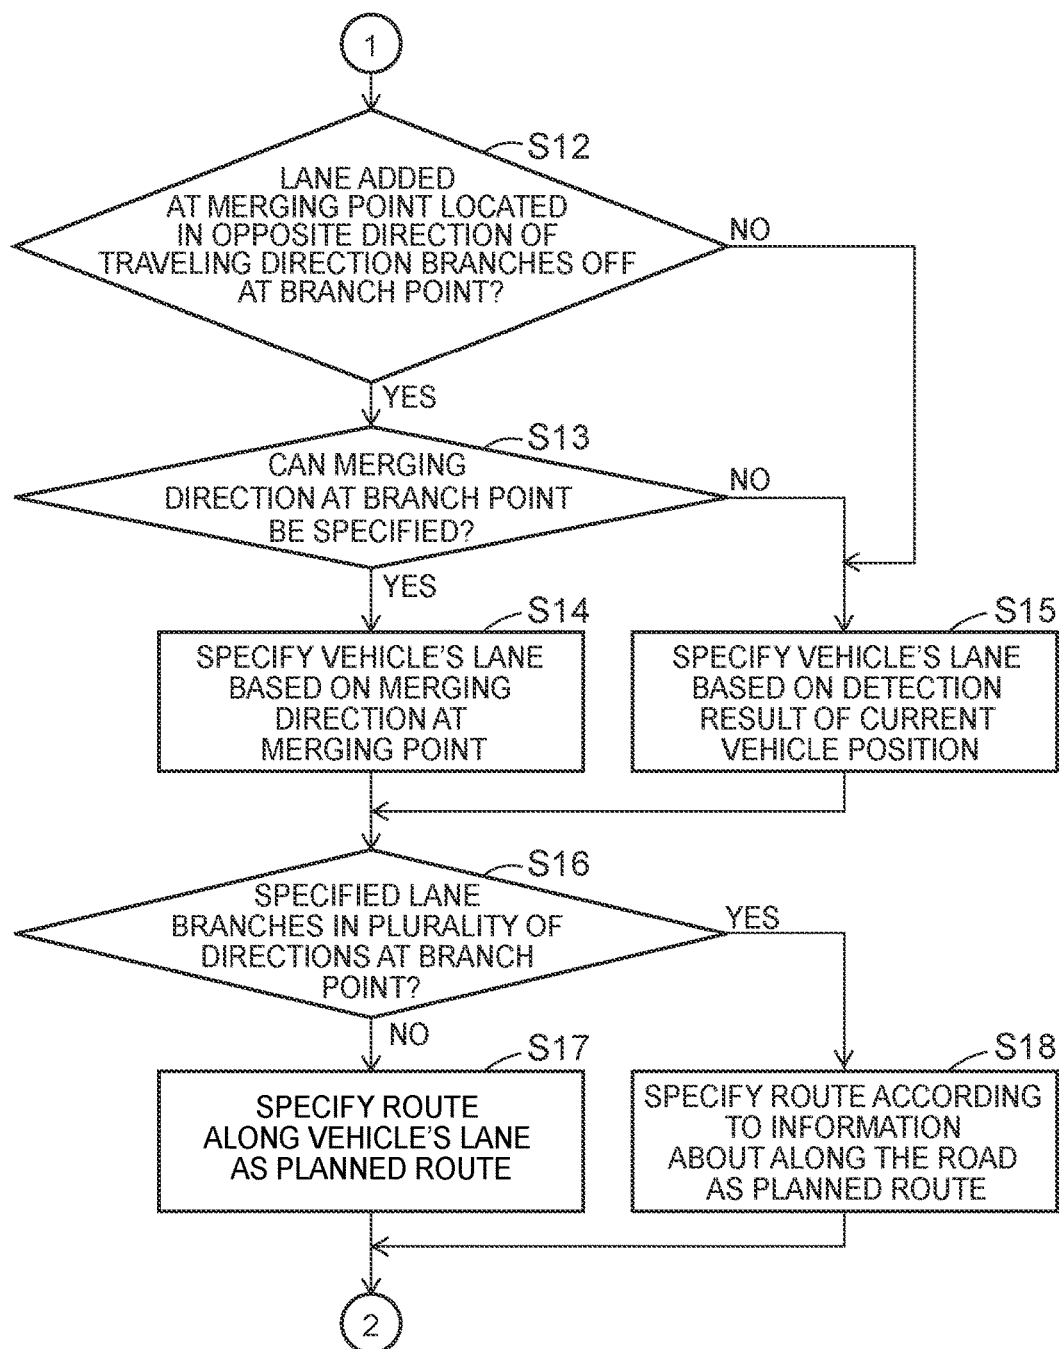 1
S12
LANE ADDED
AT MERGING POINT LOCATED
IN OPPOSITE DIRECTION OF
TRAVELING DIRECTION BRANCHES OFF
AT BRANCH POINT?
NO
YES
S13
CAN MERGING
DIRECTION AT BRANCH POINT
BE SPECIFIED?
NO
YES
S14
SPECIFY VEHICLE'S LANE
BASED ON MERGING
DIRECTION AT
MERGING POINT
S15
SPECIFY VEHICLE'S LANE
BASED ON DETECTION
RESULT OF CURRENT
VEHICLE POSITION
S16
SPECIFIED LANE
BRANCHES IN PLURALITY OF
DIRECTIONS AT BRANCH
POINT?
YES
NO
S17
SPECIFY ROUTE
ALONG VEHICLE'S LANE
AS PLANNED ROUTE
S18
SPECIFY ROUTE ACCORDING
TO INFORMATION
ABOUT ALONG THE ROAD
AS PLANNED ROUTE
2